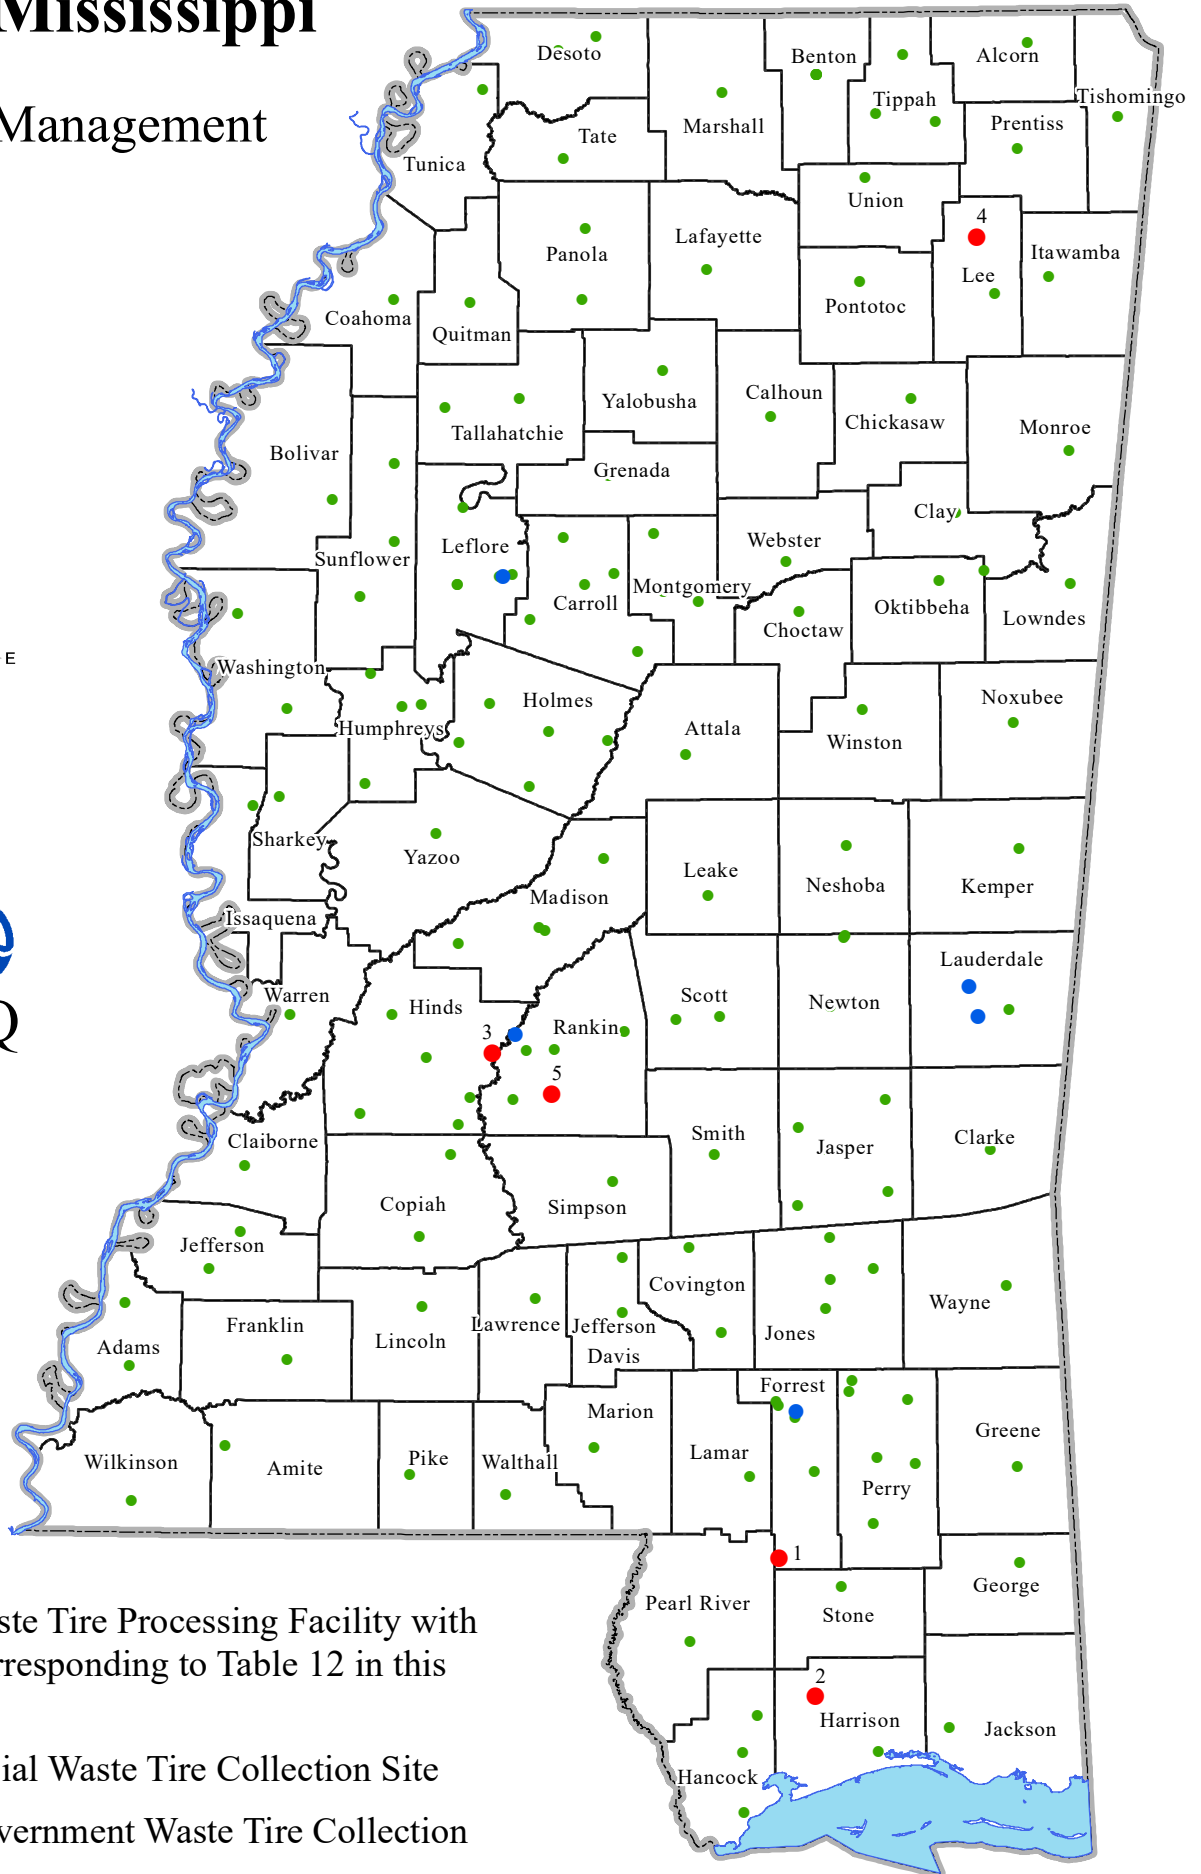 Mississippi
Management
Desoto
Benton
Alcorn
Tishomingo
Tippah
Marshall
Prentiss
Tate
Tunica
Union
4
Lafayette
Panola
Itawamba
Lee
Pontotoc
Coahoma
Quitman
Calhoun
Yalobusha
Chickasaw
Monroe
Tallahatchie
Bolivar
Grenada
Clay
Webster
Leflore
Sunflower
Montgomery
Carroll
Oktibbeha
Lowndes
Choctaw
E
Washington
Holmes
Noxubee
Humphreys
Attala
Winston
Sharkey
Yazoo
Leake
Neshoba
Kemper
Madison
Issaquena
Lauderdale
Warren
Scott
Newton
Hinds
Rankin
3
5
Q
Smith
Claiborne
Jasper
Clarke
Copiah
Simpson
Jefferson
Covington
Wayne
Franklin
Lawrence
Jefferson
Davis
Lincoln
Jones
Adams
Forrest
Marion
Greene
Lamar
Wilkinson
Amite
Pike
Walthall
Perry
1
George
Pearl River
Stone
ste Tire Processing Facility with
rresponding to Table 12 in this
2
Harrison
Jackson
Hancock
ial Waste Tire Collection Site
vernment Waste Tire Collection